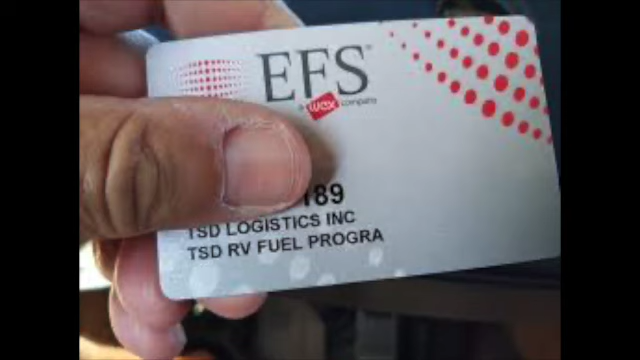 EFS®
a wex company
189
TSD LOGISTICS INC
TSD RV FUEL PROGRA